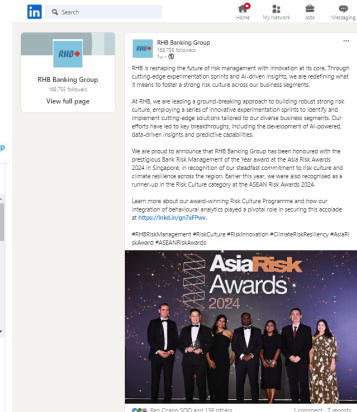 in
Search
Home
My Network
Jobs
Messaging
RHB
RHB Banking Group
168,755 followers
View full page
RHB
RHB Banking Group
168,755 followers
RHB is reshaping the future of risk management with innovation at its core. Through
cutting-edge experimentation sprints and AI-driven insights, we are redefining what
it means to foster a strong risk culture across our business segments.
At RHB, we are leading a ground-breaking approach to building robust strong risk
culture, employing a series of innovative experimentation sprints to identify and
implement cutting-edge solutions tailored to our diverse business segments. Our
efforts have led to key breakthroughs, including the development of AI-powered,
data-driven insights and predictive capabilities.
We are proud to announce that RHB Banking Group has been honoured with the
prestigious Bank Risk Management of the Year award at the Asia Risk Awards
2024 in Singapore, in recognition of our steadfast commitment to risk culture and
climate resilience across the region. Earlier this year, we were also recognised as a
runner-up in the Risk Culture category at the ASEAN Risk Awards 2024.
Learn more about our award-winning Risk Culture Programme and how our
integration of behavioural analytics played a pivotal role in securing this accolade
at https://lnkd.in/gn7xFPwv.
#RHBRiskManagement #RiskCulture #RiskInnovation #ClimateRiskResiliency #AsiaRi
skAward #ASEANRiskAwards
AsiaRisk
Awards
2024
and 136 others
1 comment · 7 reposts